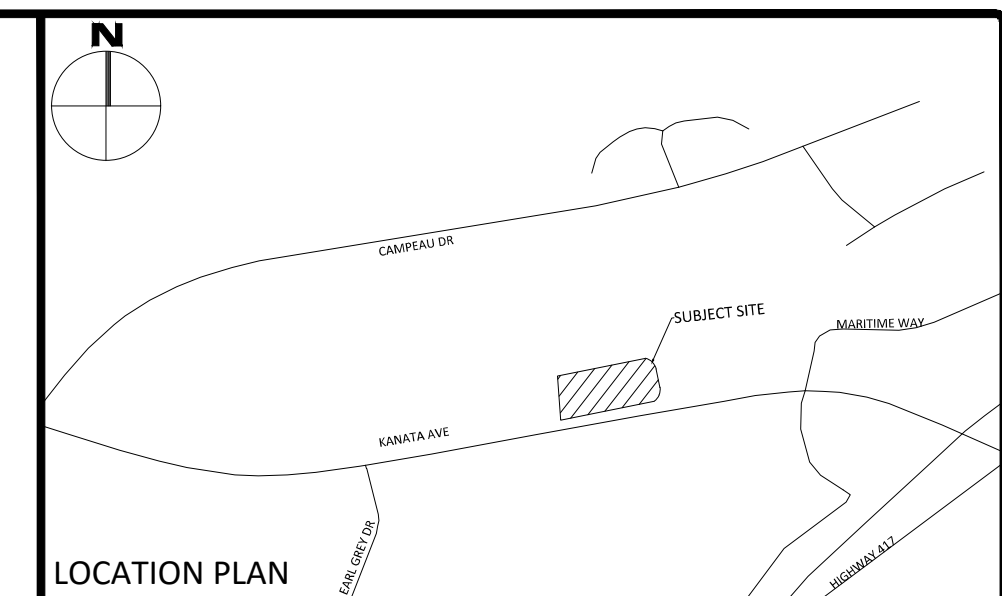 N
CAMPEAU DR
SUBJECT SITE
MARITIME WAY
KANATA AVE
EARL GREY DR
HIGHWAY 417
LOCATION PLAN